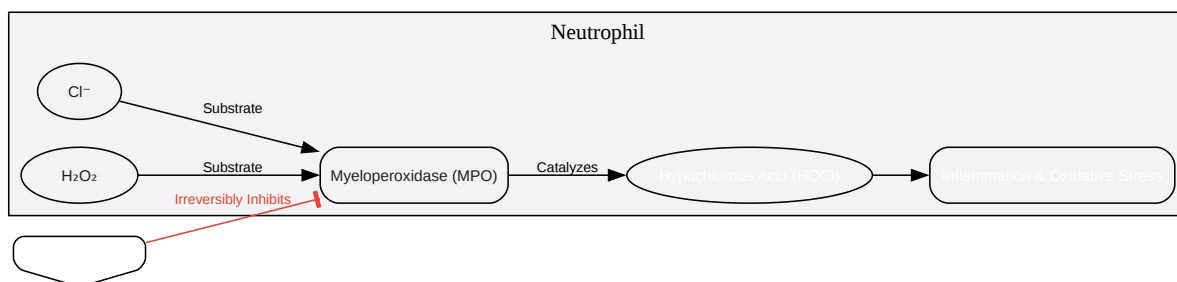 Neutrophil
Cl⁻
Substrate
H₂O₂
Substrate
Myeloperoxidase (MPO)
Catalyzes
Hypochlorous Acid (HOCl)
Inflammation & Oxidative Stress
Irreversibly Inhibits